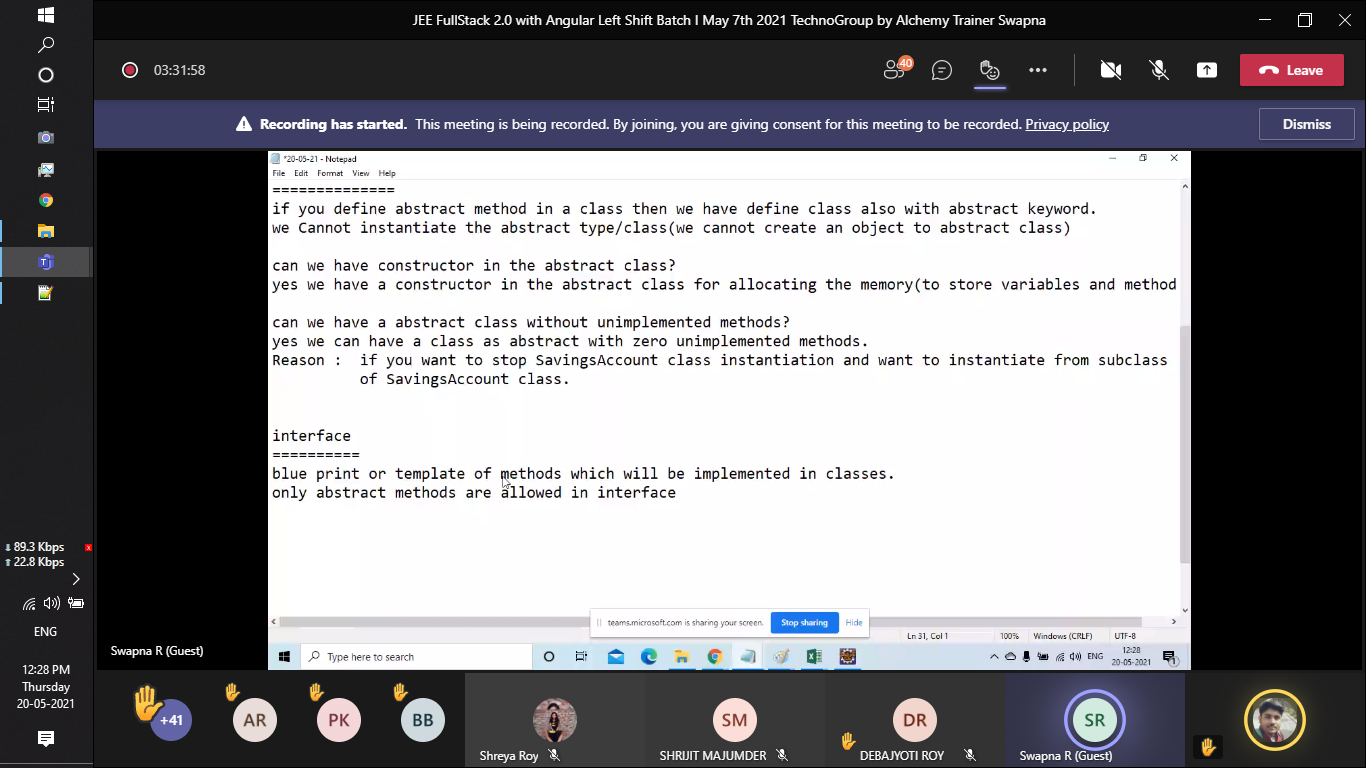 JEE FullStack 2.0 with Angular Left Shift Batch I May 7th 2021 TechnoGroup by Alchemy Trainer Swapna
03:31:58
40
Leave
Recording has started. This meeting is being recorded. By joining, you are giving consent for this meeting to be recorded. Privacy policy
Dismiss
*20-05-21 - Notepad
File Edit Format View Help
==============
if you define abstract method in a class then we have define class also with abstract keyword.
we Cannot instantiate the abstract type/class(we cannot create an object to abstract class)
can we have constructor in the abstract class?
yes we have a constructor in the abstract class for allocating the memory(to store variables and method
can we have a abstract class without unimplemented methods?
yes we can have a class as abstract with zero unimplemented methods.
Reason : if you want to stop SavingsAccount class instantiation and want to instantiate from subclass
of SavingsAccount class.
interface
==========
blue print or template of methods which will be implemented in classes.
only abstract methods are allowed in interface
teams.microsoft.com is sharing your screen. Stop sharing Hide
Ln 31, Col 1 100% Windows (CRLF) UTF-8
Type here to search
ENG
12:28
20-05-2021
1
Swapna R (Guest)
89.3 Kbps
x
22.8 Kbps
ENG
12:28 PM
Thursday
20-05-2021
+41
AR
PK
BB
Shreya Roy
SM
SHRIJIT MAJUMDER
DR
DEBAJYOTI ROY
SR
Swapna R (Guest)